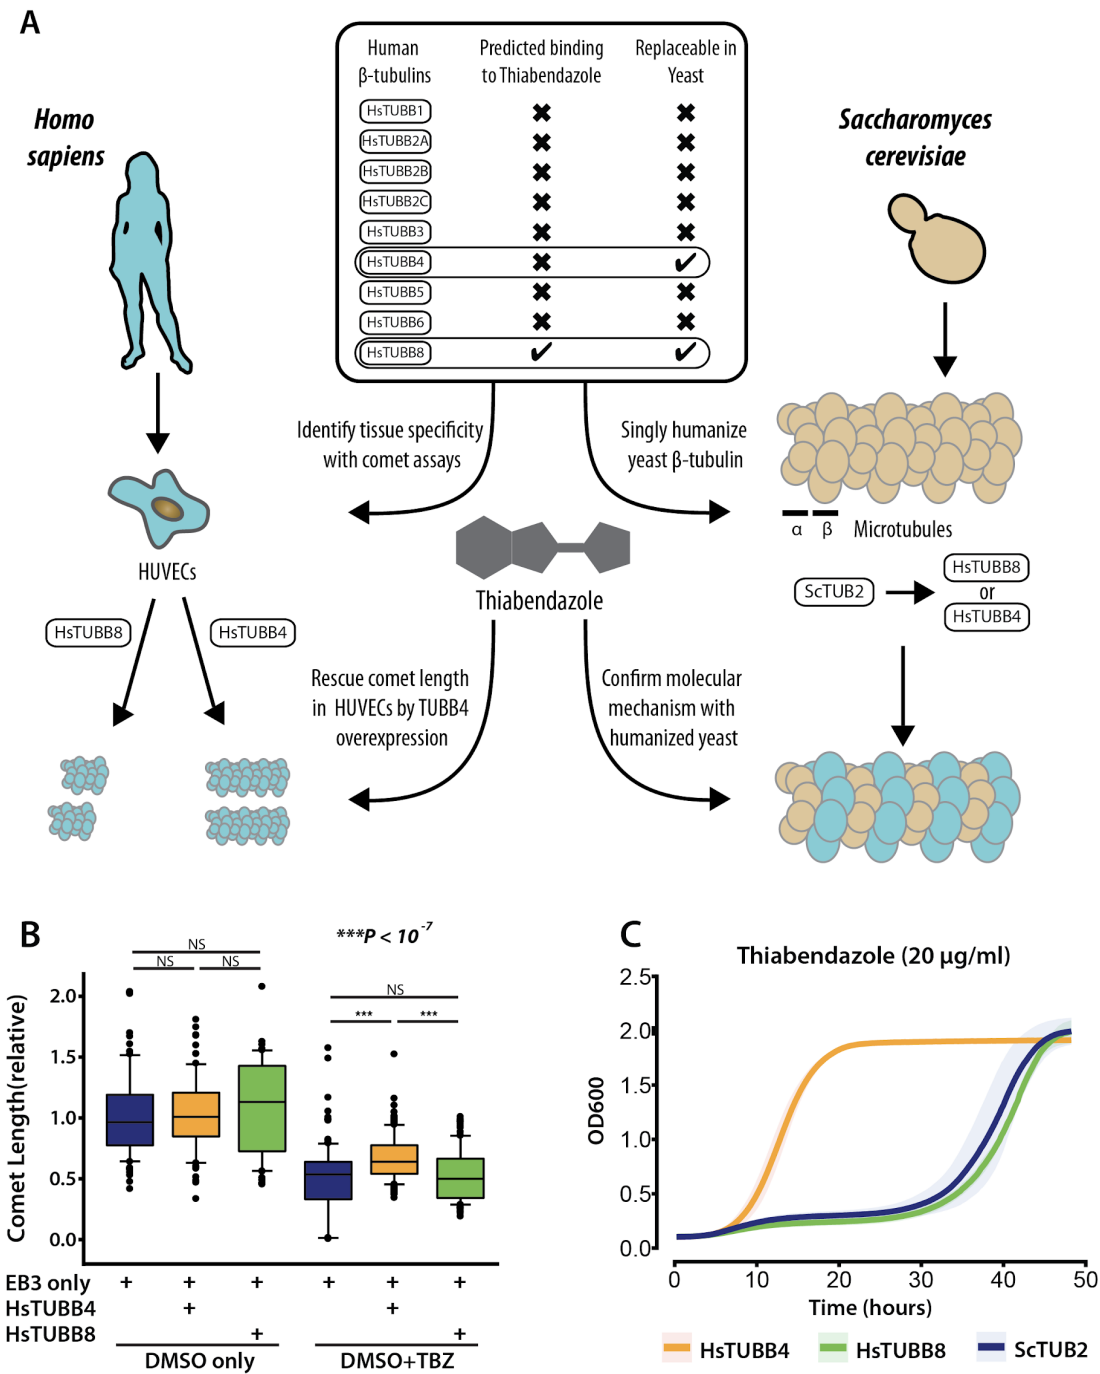 A
Human
β-tubulins
Predicted binding
to Thiabendazole
Replaceable in
Yeast
HsTUBB1
HsTUBB2A
HsTUBB2B
HsTUBB2C
HsTUBB3
HsTUBB4
HsTUBB5
HsTUBB6
HsTUBB8
Homo
sapiens
Saccharomyces
cerevisiae
Identify tissue specificity
with comet assays
Singly humanize
yeast β-tubulin
HUVECs
HsTUBB8
HsTUBB4
Thiabendazole
α β Microtubules
ScTUB2
HsTUBB8
or
HsTUBB4
Rescue comet length
in HUVECs by TUBB4
overexpression
Confirm molecular
mechanism with
humanized yeast
B
***P < 10⁻⁷
NS
NS NS
NS
*** ***
Comet Length(relative)
2.0
1.5
1.0
0.5
0.0
EB3 only + + + + + +
HsTUBB4 + +
HsTUBB8 + +
DMSO only DMSO+TBZ
C
Thiabendazole (20 µg/ml)
OD600
2.5
2.0
1.5
1.0
0.5
0.0
0 10 20 30 40 50
Time (hours)
HsTUBB4 HsTUBB8 ScTUB2